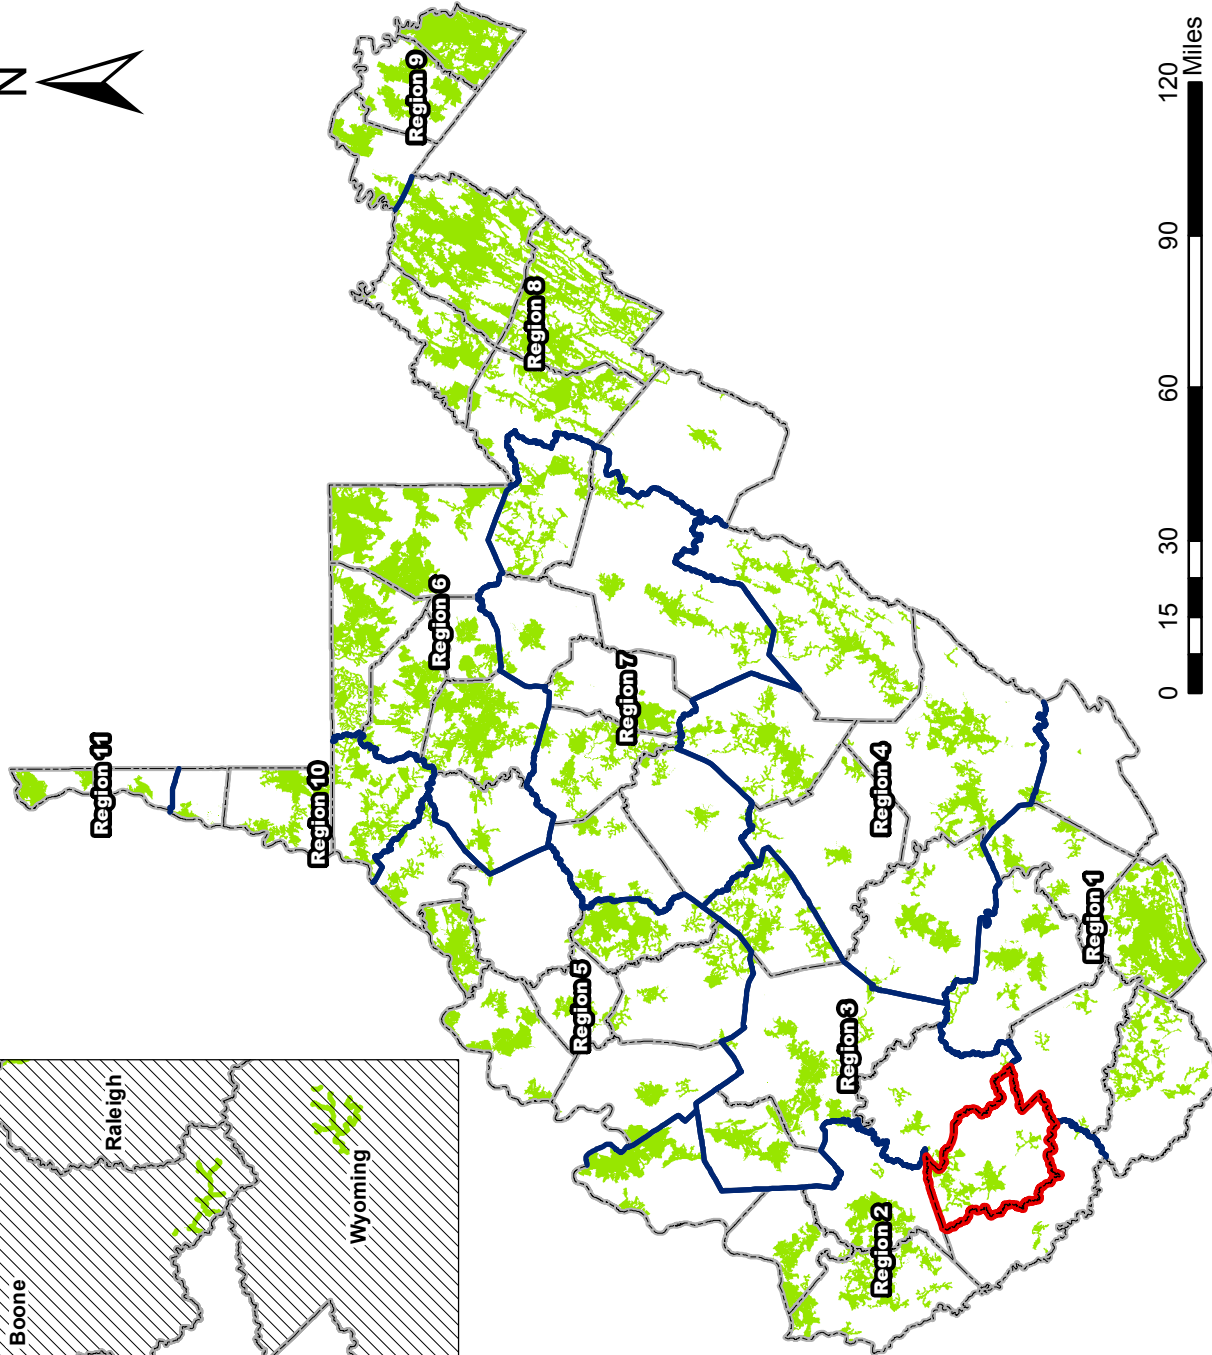 N
Region 9
Region 8
Region 6
Region 11
Region 10
Region 7
Region 5
Region 4
Region 3
Region 1
Region 2
Raleigh
Boone
Wyoming
0 15 30 60 90 120
Miles